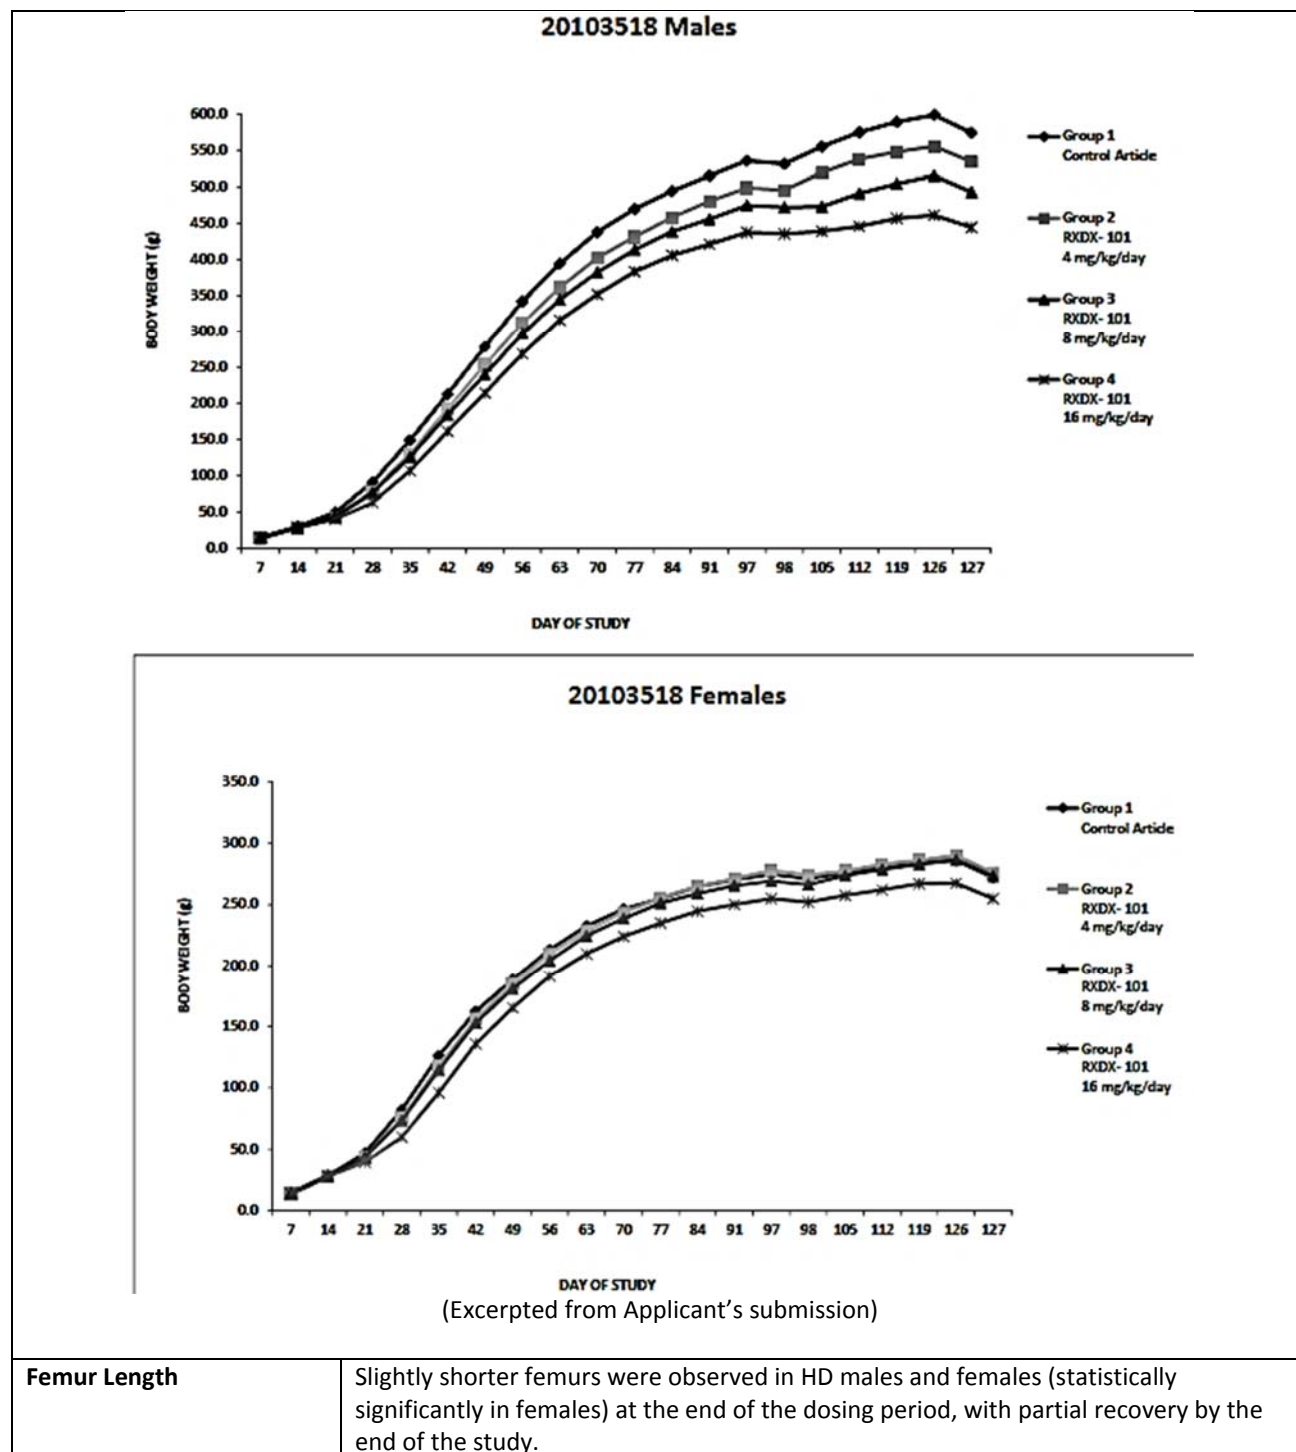 20103518 Males
600.0
550.0
500.0
450.0
400.0
350.0
300.0
250.0
200.0
150.0
100.0
50.0
0.0
BODY WEIGHT (g)
7 14 21 28 35 42 49 56 63 70 77 84 91 97 98 105 112 119 126 127
DAY OF STUDY
Group 1
Control Article
Group 2
RXDX- 101
4 mg/kg/day
Group 3
RXDX- 101
8 mg/kg/day
Group 4
RXDX- 101
16 mg/kg/day
20103518 Females
350.0
300.0
250.0
200.0
150.0
100.0
50.0
0.0
BODY WEIGHT (g)
7 14 21 28 35 42 49 56 63 70 77 84 91 97 98 105 112 119 126 127
DAY OF STUDY
Group 1
Control Article
Group 2
RXDX- 101
4 mg/kg/day
Group 3
RXDX- 101
8 mg/kg/day
Group 4
RXDX- 101
16 mg/kg/day
(Excerpted from Applicant's submission)
Femur Length
Slightly shorter femurs were observed in HD males and females (statistically
significantly in females) at the end of the dosing period, with partial recovery by the
end of the study.